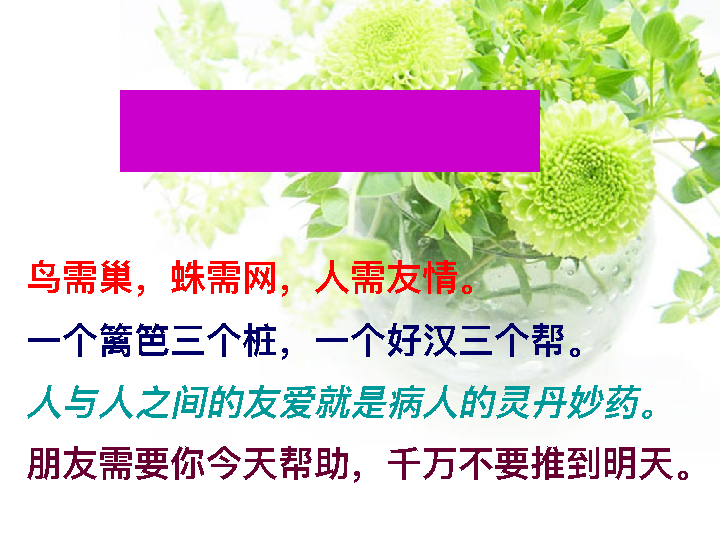 鸟需巢，蛛需网，人需友情。
一个篱笆三个桩，一个好汉三个帮。
人与人之间的友爱就是病人的灵丹妙药。
朋友需要你今天帮助，千万不要推到明天。